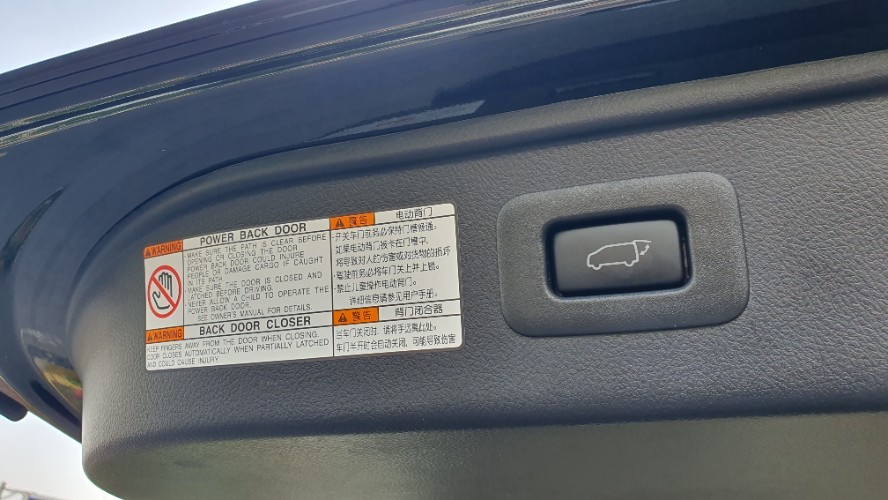 WARNING POWER BACK DOOR
· MAKE SURE THE PATH IS CLEAR BEFORE
OPENING OR CLOSING THE DOOR.
POWER BACK DOOR COULD INJURE
PEOPLE OR DAMAGE CARGO IF CAUGHT
IN ITS PATH.
· MAKE SURE THE DOOR IS CLOSED AND
LATCHED BEFORE DRIVING.
· NEVER ALLOW A CHILD TO OPERATE THE
POWER BACK DOOR.
SEE OWNER'S MANUAL FOR DETAILS.
警告 电动背门
·开关车门前务必保持门槽畅通。
如果电动背门被卡在门槽中,
将导致对人的伤害或对货物的损坏
·驾驶前务必将车门关上并上锁。
·禁止儿童操作电动背门。
详细信息请参见用户手册。
WARNING BACK DOOR CLOSER
KEEP FINGERS AWAY FROM THE DOOR WHEN CLOSING.
DOOR CLOSES AUTOMATICALLY WHEN PARTIALLY LATCHED
AND COULD CAUSE INJURY
警告 背门闭合器
当车门关闭时,请将手远离此处。
车门半开时会自动关闭,可能导致伤害